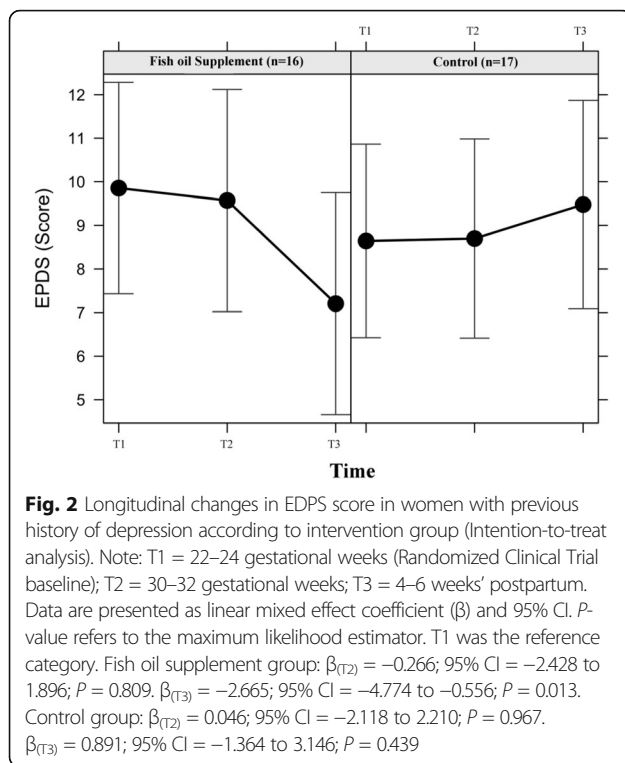 T1 T2 T3
Fish oil Supplement (n=16) Control (n=17)
12
11
10
9
8
7
6
5
EPDS (Score)
T1 T2 T3
Time
Fig. 2 Longitudinal changes in EDPS score in women with previous
history of depression according to intervention group (Intention-to-treat
analysis). Note: T1 = 22–24 gestational weeks (Randomized Clinical Trial
baseline); T2 = 30–32 gestational weeks; T3 = 4–6 weeks’ postpartum.
Data are presented as linear mixed effect coefficient (β) and 95% CI. P-
value refers to the maximum likelihood estimator. T1 was the reference
category. Fish oil supplement group: β(T2) = −0.266; 95% CI = −2.428 to
1.896; P = 0.809. β(T3) = −2.665; 95% CI = −4.774 to −0.556; P = 0.013.
Control group: β(T2) = 0.046; 95% CI = −2.118 to 2.210; P = 0.967.
β(T3) = 0.891; 95% CI = −1.364 to 3.146; P = 0.439